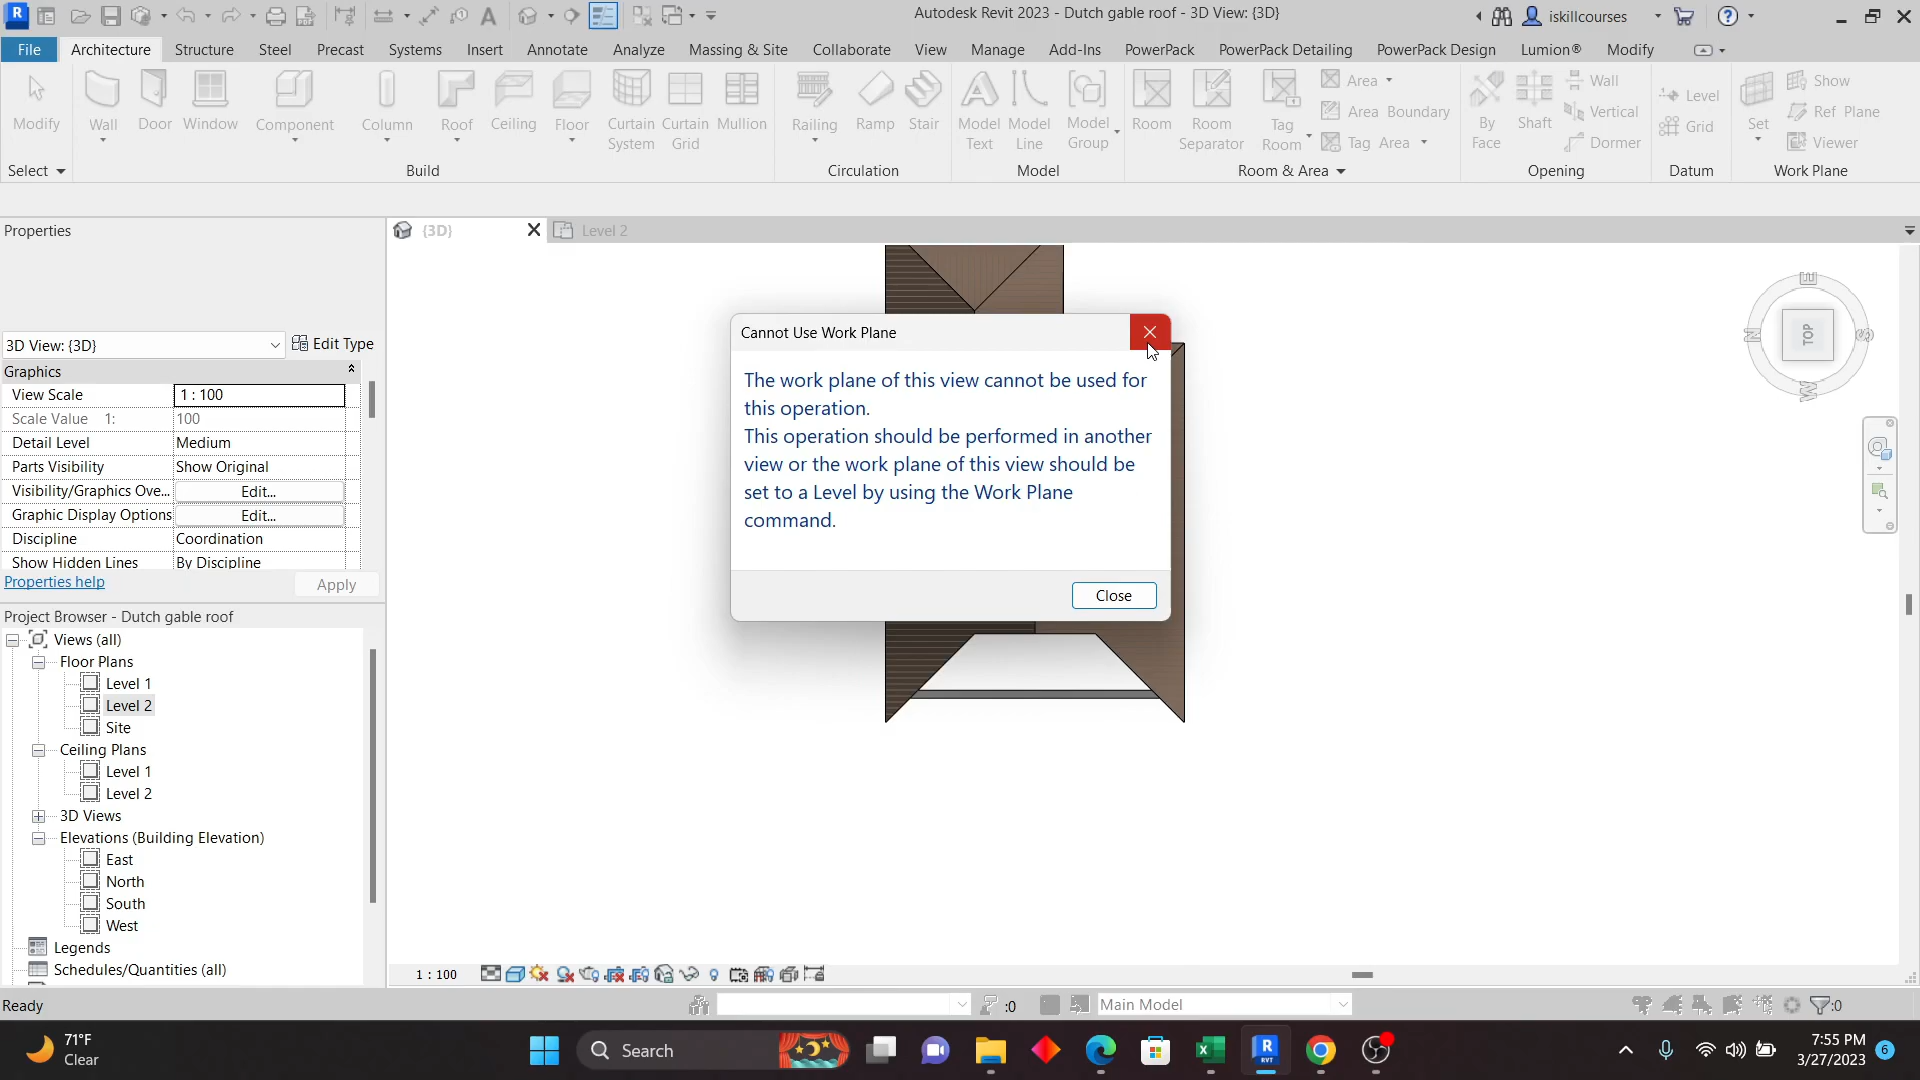 Autodesk Revit 2023 - Dutch gable roof - 3D View: {3D}
iskillcourses
File Architecture Structure Steel Precast Systems Insert Annotate Analyze Massing & Site Collaborate View Manage Add-Ins PowerPack PowerPack Detailing PowerPack Design Lumion® Modify
Modify Wall Door Window Component Column Roof Ceiling Floor Curtain System Curtain Grid Mullion Railing Ramp Stair Model Text Model Line Model Group Room Room Separator Tag Room Area Area Boundary Tag Area By Face Shaft Wall Vertical Dormer Level Grid Set Show Ref Plane Viewer
Select Build Circulation Model Room & Area Opening Datum Work Plane
Properties
{3D} Level 2
3D View: {3D} Edit Type
Graphics
View Scale 1 : 100
Scale Value 1: 100
Detail Level Medium
Parts Visibility Show Original
Visibility/Graphics Ove... Edit...
Graphic Display Options Edit...
Discipline Coordination
Show Hidden Lines By Discipline
Properties help Apply
Project Browser - Dutch gable roof
Views (all)
Floor Plans
Level 1
Level 2
Site
Ceiling Plans
Level 1
Level 2
3D Views
Elevations (Building Elevation)
East
North
South
West
Legends
Schedules/Quantities (all)
Cannot Use Work Plane
The work plane of this view cannot be used for
this operation.
This operation should be performed in another
view or the work plane of this view should be
set to a Level by using the Work Plane
command.
Close
E
N TOP S
W
1 : 100
Ready :0 Main Model :0
71°F
Clear
Search
R
RVT
7:55 PM
3/27/2023
6